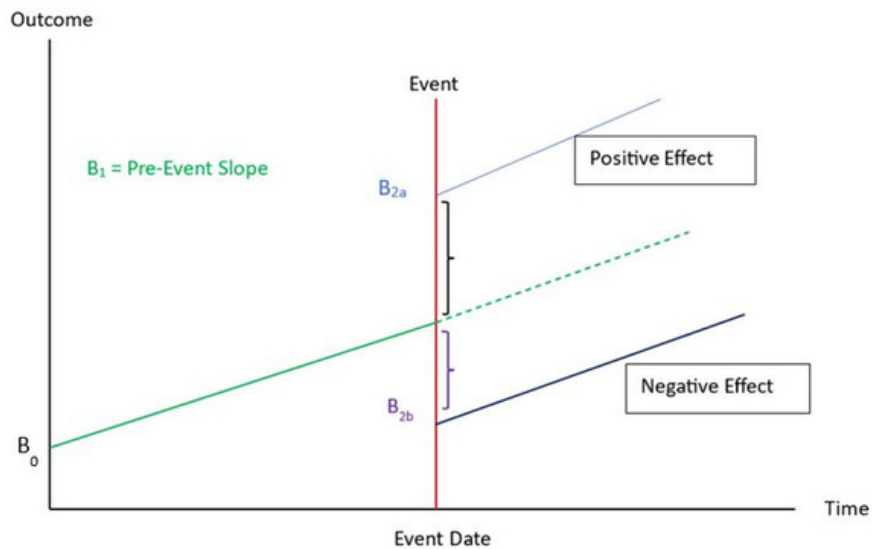 Outcome
Event
B₁ = Pre-Event Slope
Positive Effect
B₂ₐ
Negative Effect
B₂b
B₀
Time
Event Date